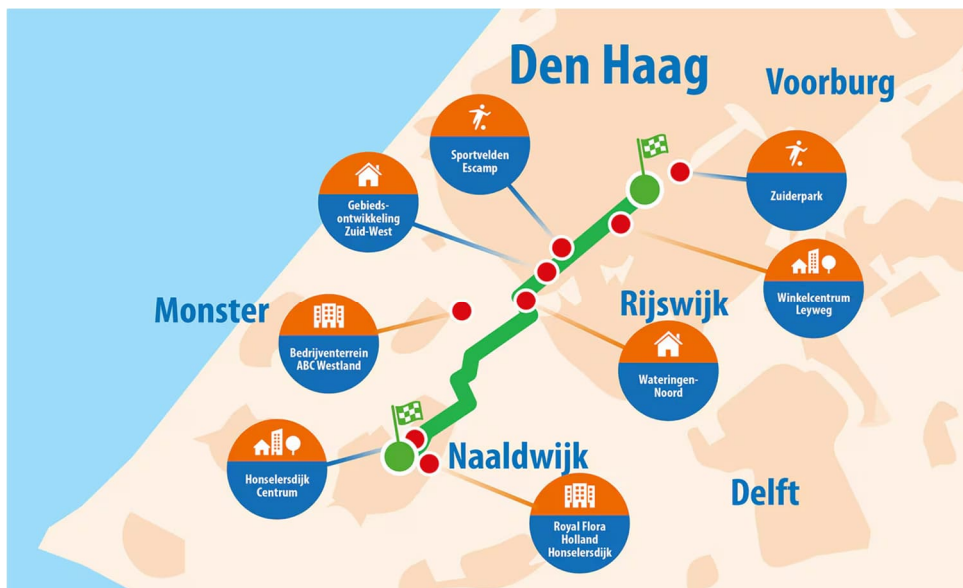 Den Haag
Voorburg
Sportvelden
Escamp
Zuiderpark
Gebieds-
ontwikkeling
Zuid-West
Winkelcentrum
Leyweg
Monster
Rijswijk
Bedrijventerrein
ABC Westland
Wateringen-
Noord
Naaldwijk
Honselersdijk
Centrum
Delft
Royal Flora
Holland
Honselersdijk